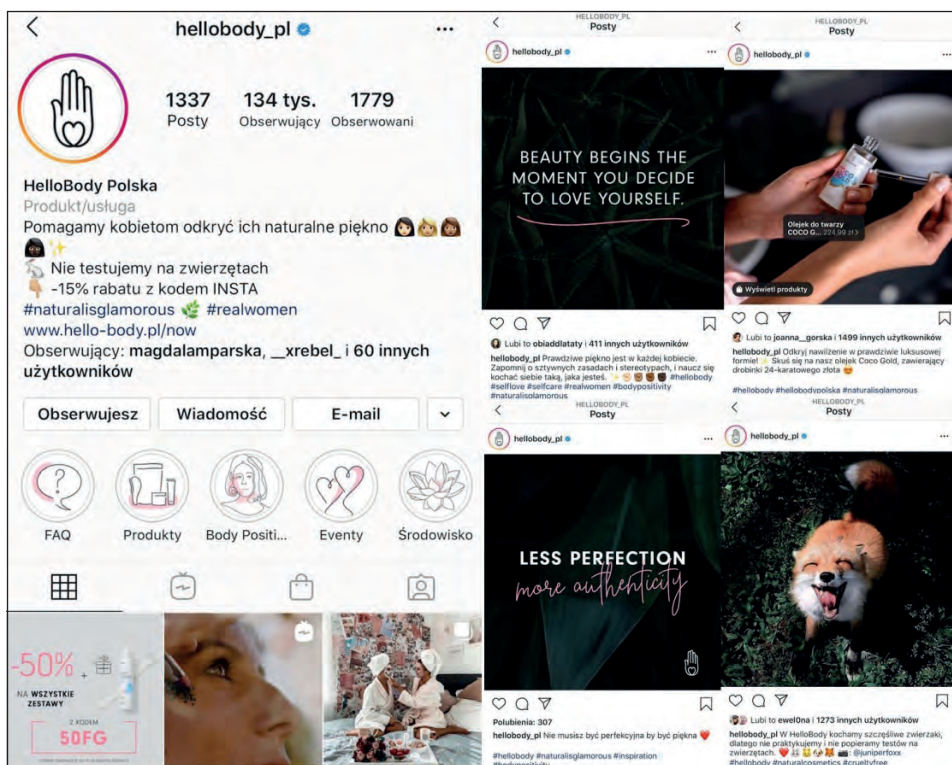 hellobody_pl
1337
134 tys.
1779
Posty
Obserwujący
Obserwowani
HelloBody Polska
Produkt/usługa
Pomagamy kobietom odkryć ich naturalne piękno
Nie testujemy na zwierzętach
-15% rabatu z kodem INSTA
#naturalisglamorous #realwomen
www.hello-body.pl/now
Obserwujący: magdalamparska, __xrebel_ i 60 innych
użytkowników
Obserwujesz
Wiadomość
E-mail
?
FAQ
Produkty
Body Positi...
Eventy
Środowisko
-50%
+
NA WSZYSTKIE
ZESTAWY
Z KODEM
50FG
HELLOBODY_PL
Posty
hellobody_pl
BEAUTY BEGINS THE
MOMENT YOU DECIDE
TO LOVE YOURSELF.
Lubi to obiaddlataty i 411 innych użytkowników
hellobody_pl Prawdziwe piękno jest w każdej kobiecie.
Zapomnij o sztywnych zasadach i stereotypach, i naucz się
kochać siebie taką, jaka jesteś. #hellobody
#selflove #selfcare #realwomen #bodypositivity
#naturalisglamorous
HELLOBODY_PL
Posty
hellobody_pl
Olejek do twarzy
COCO G... 224,99 zł >
Wyświetl produkty
Lubi to joanna__gorska i 1499 innych użytkowników
hellobody_pl Odkryj nawilżenie w prawdziwie luksusowej
formie! Skuś się na nasz olejek Coco Gold, zawierający
drobinki 24-karatowego złota
#hellobody #hellobodypolska #naturalisglamorous
HELLOBODY_PL
Posty
hellobody_pl
LESS PERFECTION
more authenticity
Polubienia: 307
hellobody_pl Nie musisz być perfekcyjna by być piękna
#hellobody #naturalisglamorous #inspiration
#bodypositivity
HELLOBODY_PL
Posty
hellobody_pl
Lubi to ewel0na i 1273 innych użytkowników
hellobody_pl W HelloBody kochamy szczęśliwe zwierzaki,
dlatego nie praktykujemy i nie popieramy testów na
zwierzętach. : @juniperfoxx
#hellobody #naturalcosmetics #crueltyfree